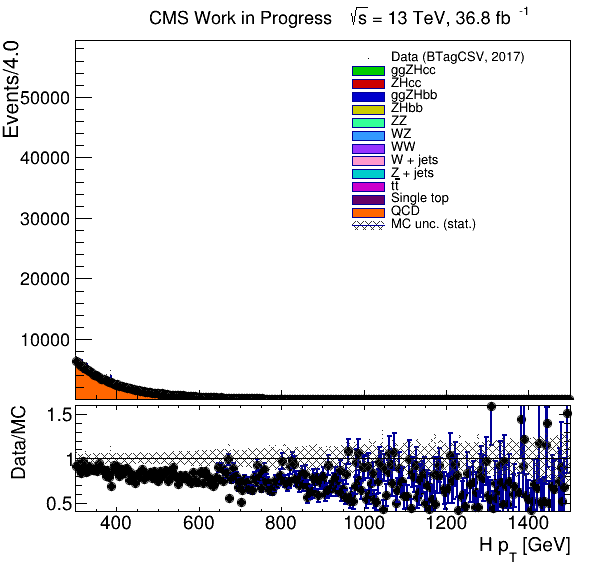 CMS Work in Progress √s = 13 TeV, 36.8 fb -1
Events/4.0
50000
40000
30000
20000
10000
Data (BTagCSV, 2017)
ggZHcc
ZHcc
ggZHbb
ZHbb
ZZ
WZ
WW
W + jets
Z + jets
tt
Single top
QCD
MC unc. (stat.)
Data/MC
1.5
1
0.5
400 600 800 1000 1200 1400
H pT [GeV]